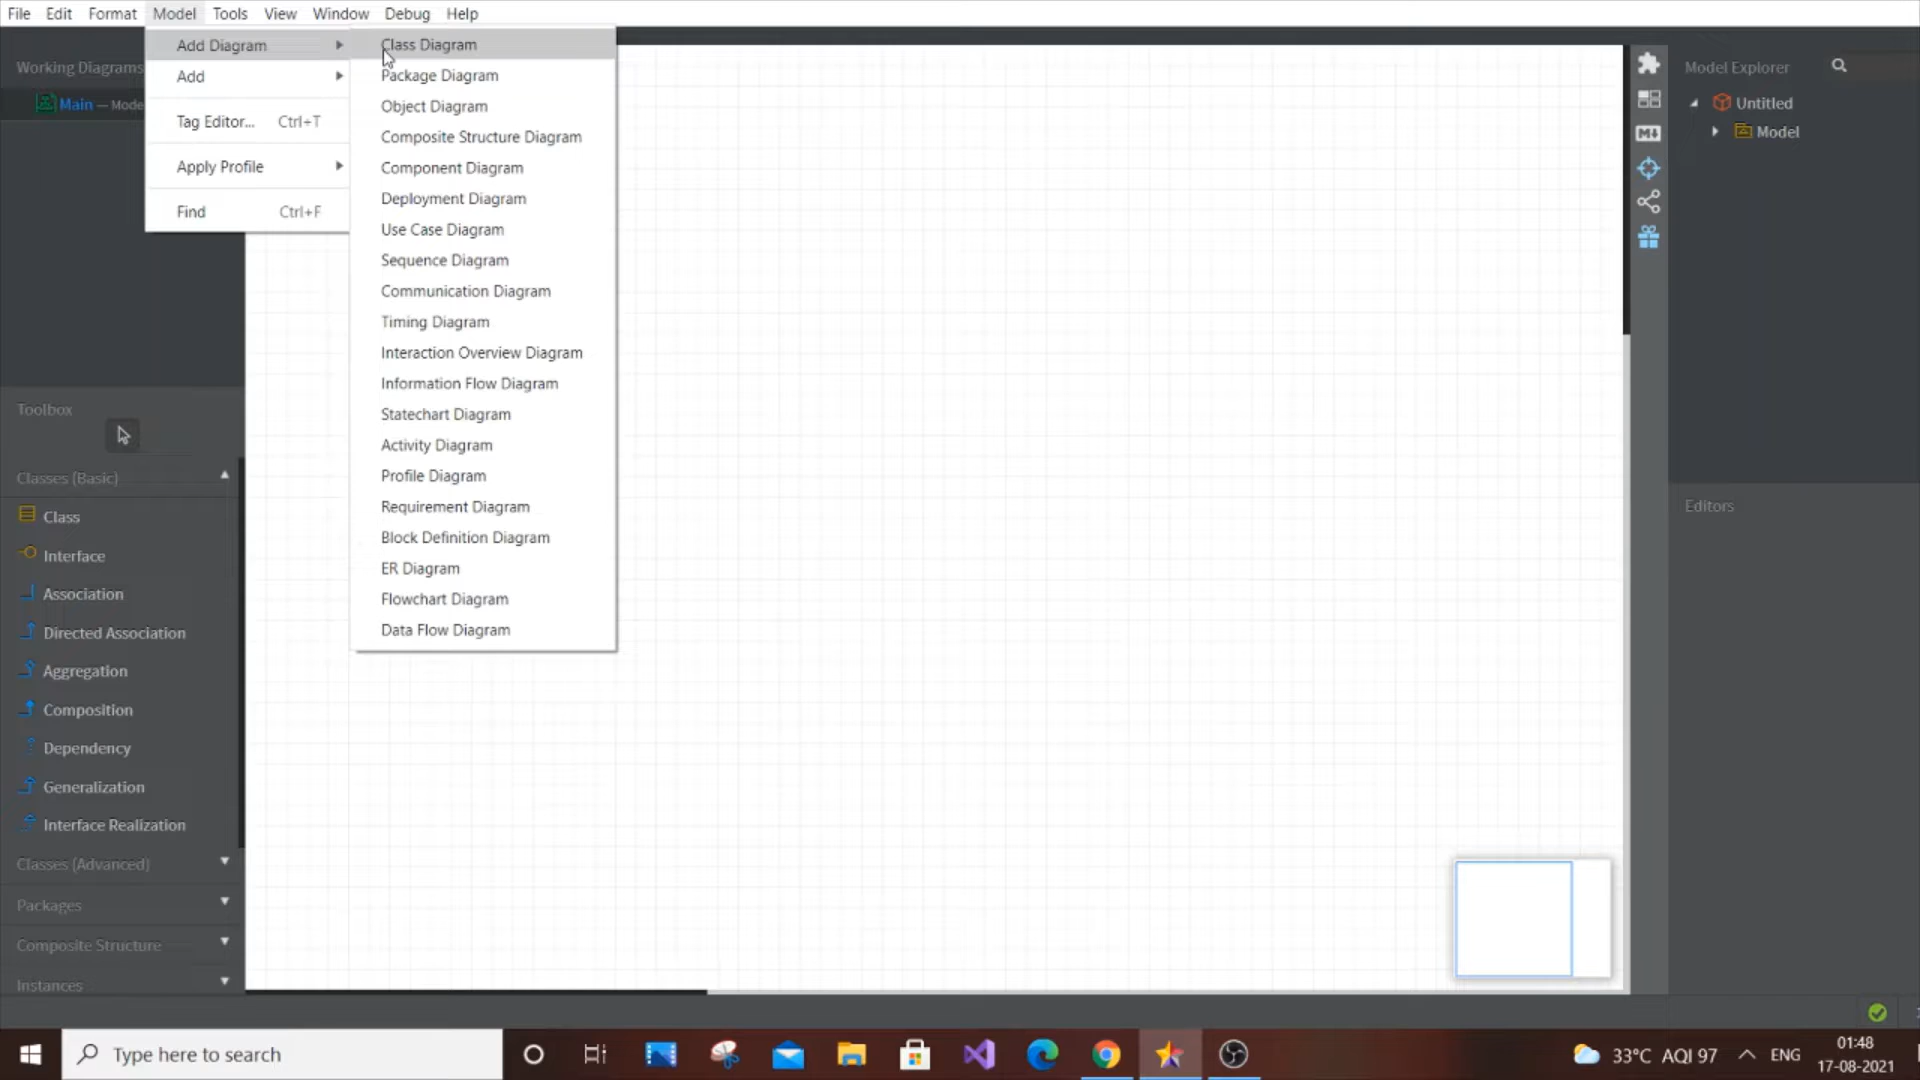 File Edit Format Model Tools View Window Debug Help
Working Diagrams
Main — Mode
Add Diagram
Add
Tag Editor... Ctrl+T
Apply Profile
Find Ctrl+F
Class Diagram
Package Diagram
Object Diagram
Composite Structure Diagram
Component Diagram
Deployment Diagram
Use Case Diagram
Sequence Diagram
Communication Diagram
Timing Diagram
Interaction Overview Diagram
Information Flow Diagram
Statechart Diagram
Activity Diagram
Profile Diagram
Requirement Diagram
Block Definition Diagram
ER Diagram
Flowchart Diagram
Data Flow Diagram
Toolbox
Classes (Basic)
Class
Interface
Association
Directed Association
Aggregation
Composition
Dependency
Generalization
Interface Realization
Classes (Advanced)
Packages
Composite Structure
Instances
M
Model Explorer
Untitled
Model
Editors
Type here to search
33°C AQI 97
ENG
01:48
17-08-2021